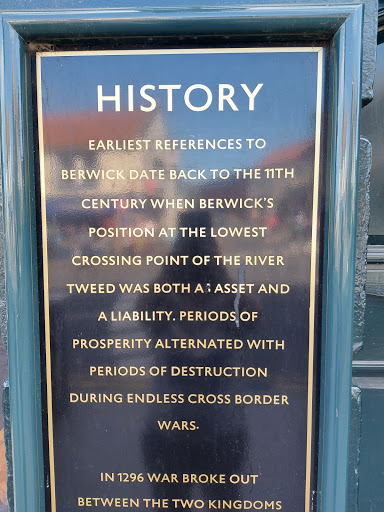 HISTORY
EARLIEST REFERENCES TO
BERWICK DATE BACK TO THE 11TH
CENTURY WHEN BERWICK'S
POSITION AT THE LOWEST
CROSSING POINT OF THE RIVER
TWEED WAS BOTH A: ASSET AND
A LIABILITY. PERIODS OF
PROSPERITY ALTERNATED WITH
PERIODS OF DESTRUCTION
DURING ENDLESS CROSS BORDER
WARS.
IN 1296 WAR BROKE OUT
BETWEEN THE TWO KINGDOMS